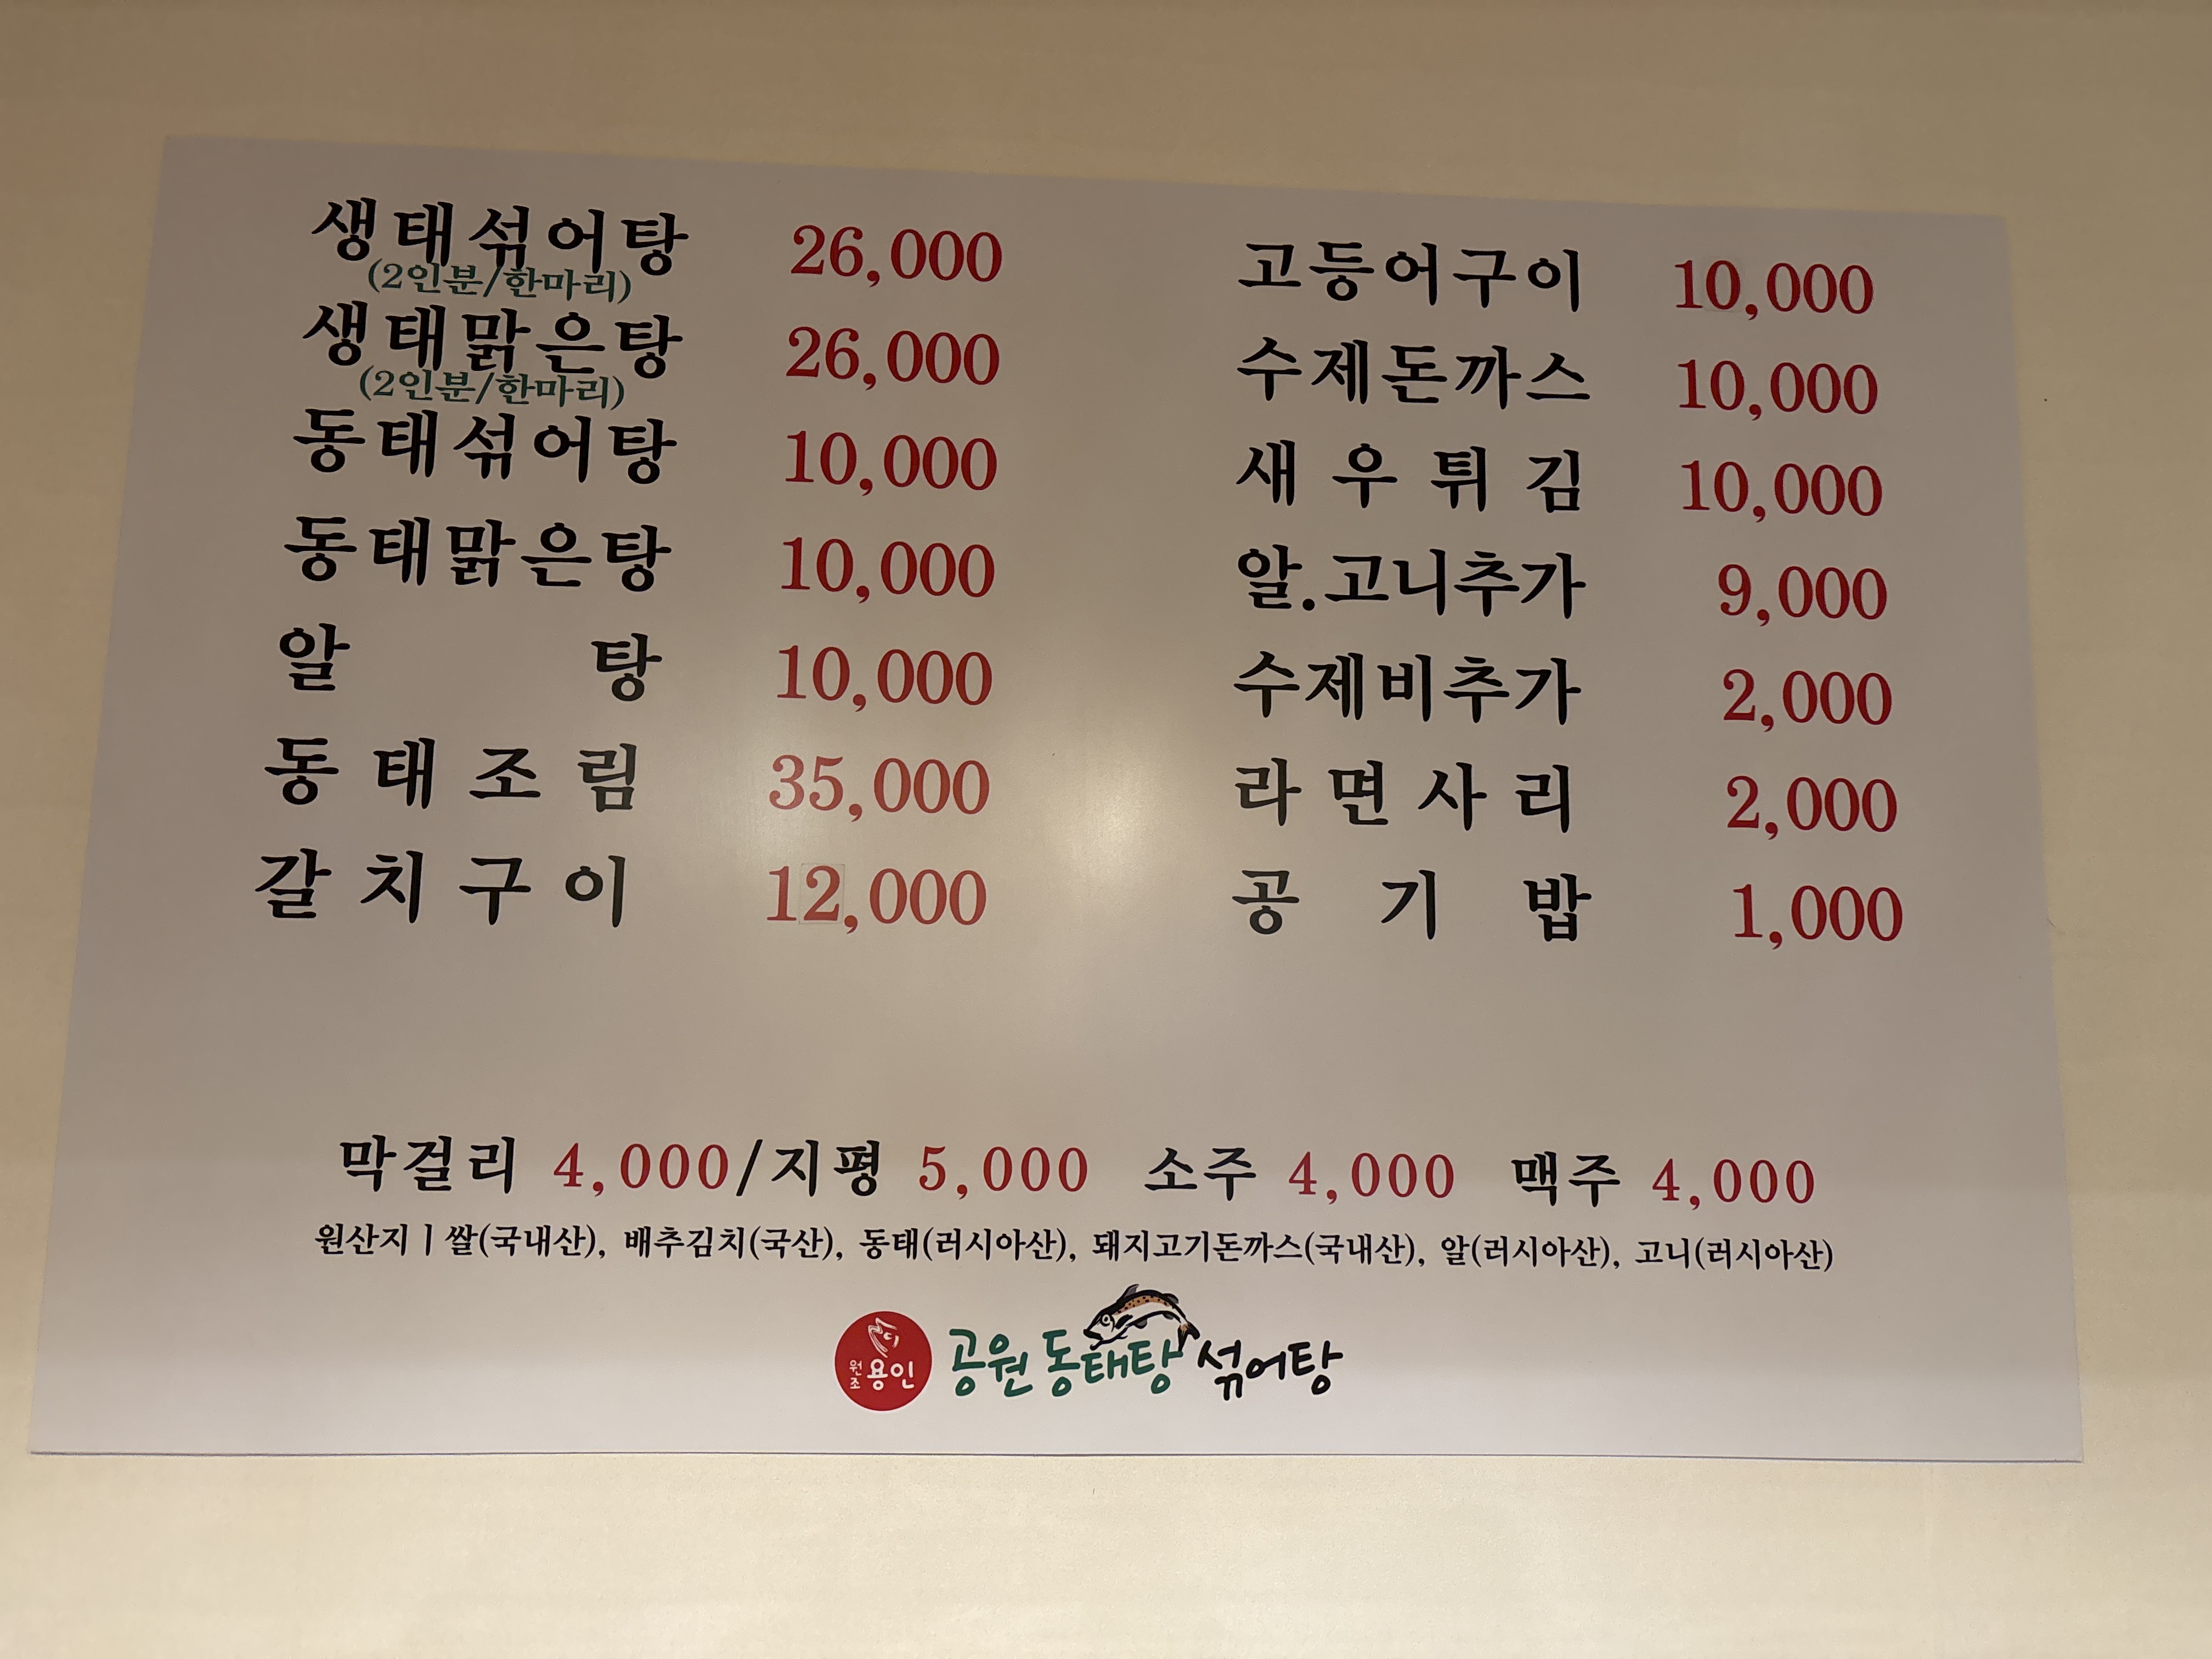 생태섞어탕 26,000
(2인분/한마리)
생태맑은탕 26,000
(2인분/한마리)
동태섞어탕 10,000
동태맑은탕 10,000
알탕 10,000
동태조림 35,000
갈치구이 12,000
고등어구이 10,000
수제돈까스 10,000
새우튀김 10,000
알.고니추가 9,000
수제비추가 2,000
라면사리 2,000
공기밥 1,000
막걸리 4,000/지평 5,000 소주 4,000 맥주 4,000
원산지ㅣ쌀(국내산), 배추김치(국산), 동태(러시아산), 돼지고기돈까스(국내산), 알(러시아산), 고니(러시아산)
원조 용인 공원 동태탕 섞어탕